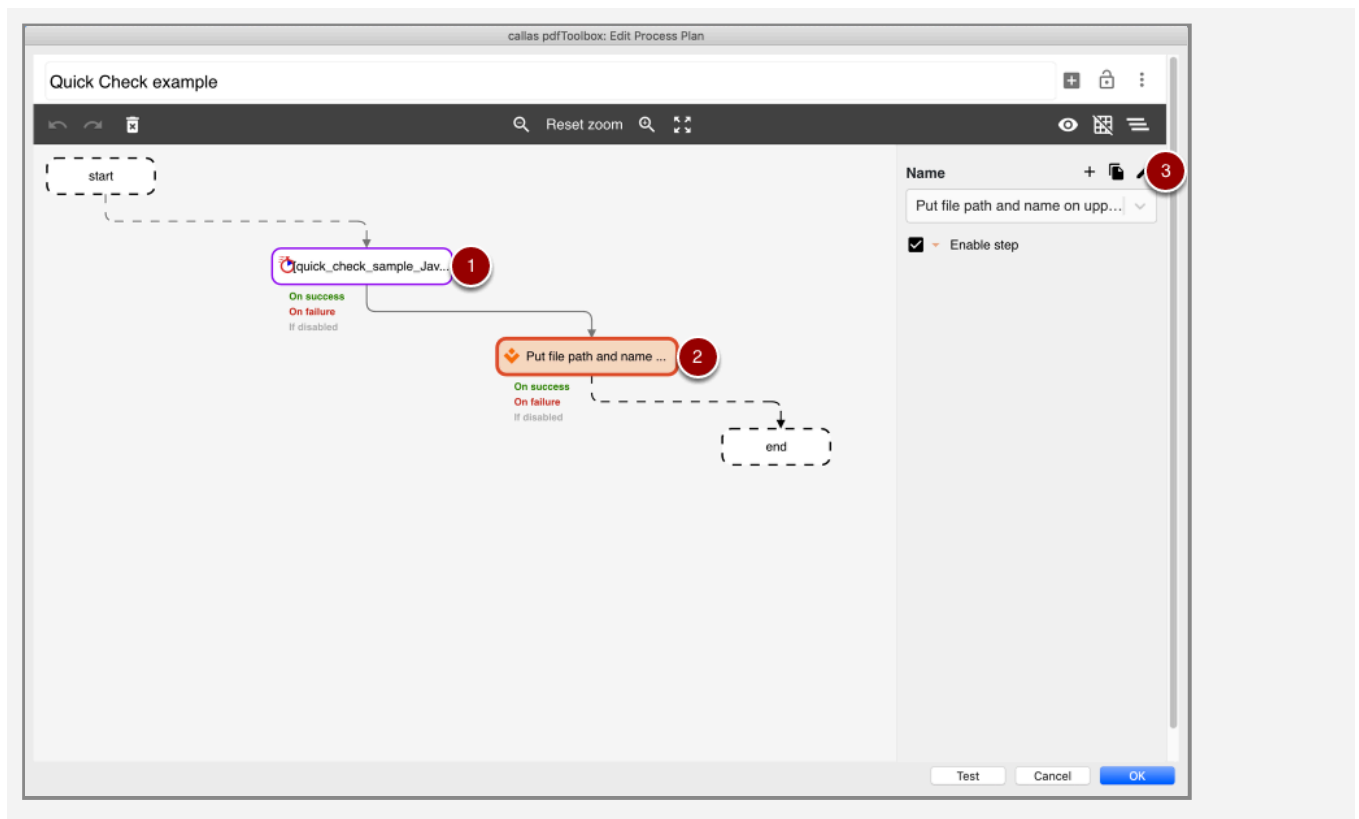 callas pdfToolbox: Edit Process Plan
Quick Check example
Reset zoom
start
Name
3
Put file path and name on upp...
Enable step
[quick_check_sample_Jav...
1
On success
On failure
If disabled
Put file path and name ...
2
On success
On failure
If disabled
end
Test
Cancel
OK